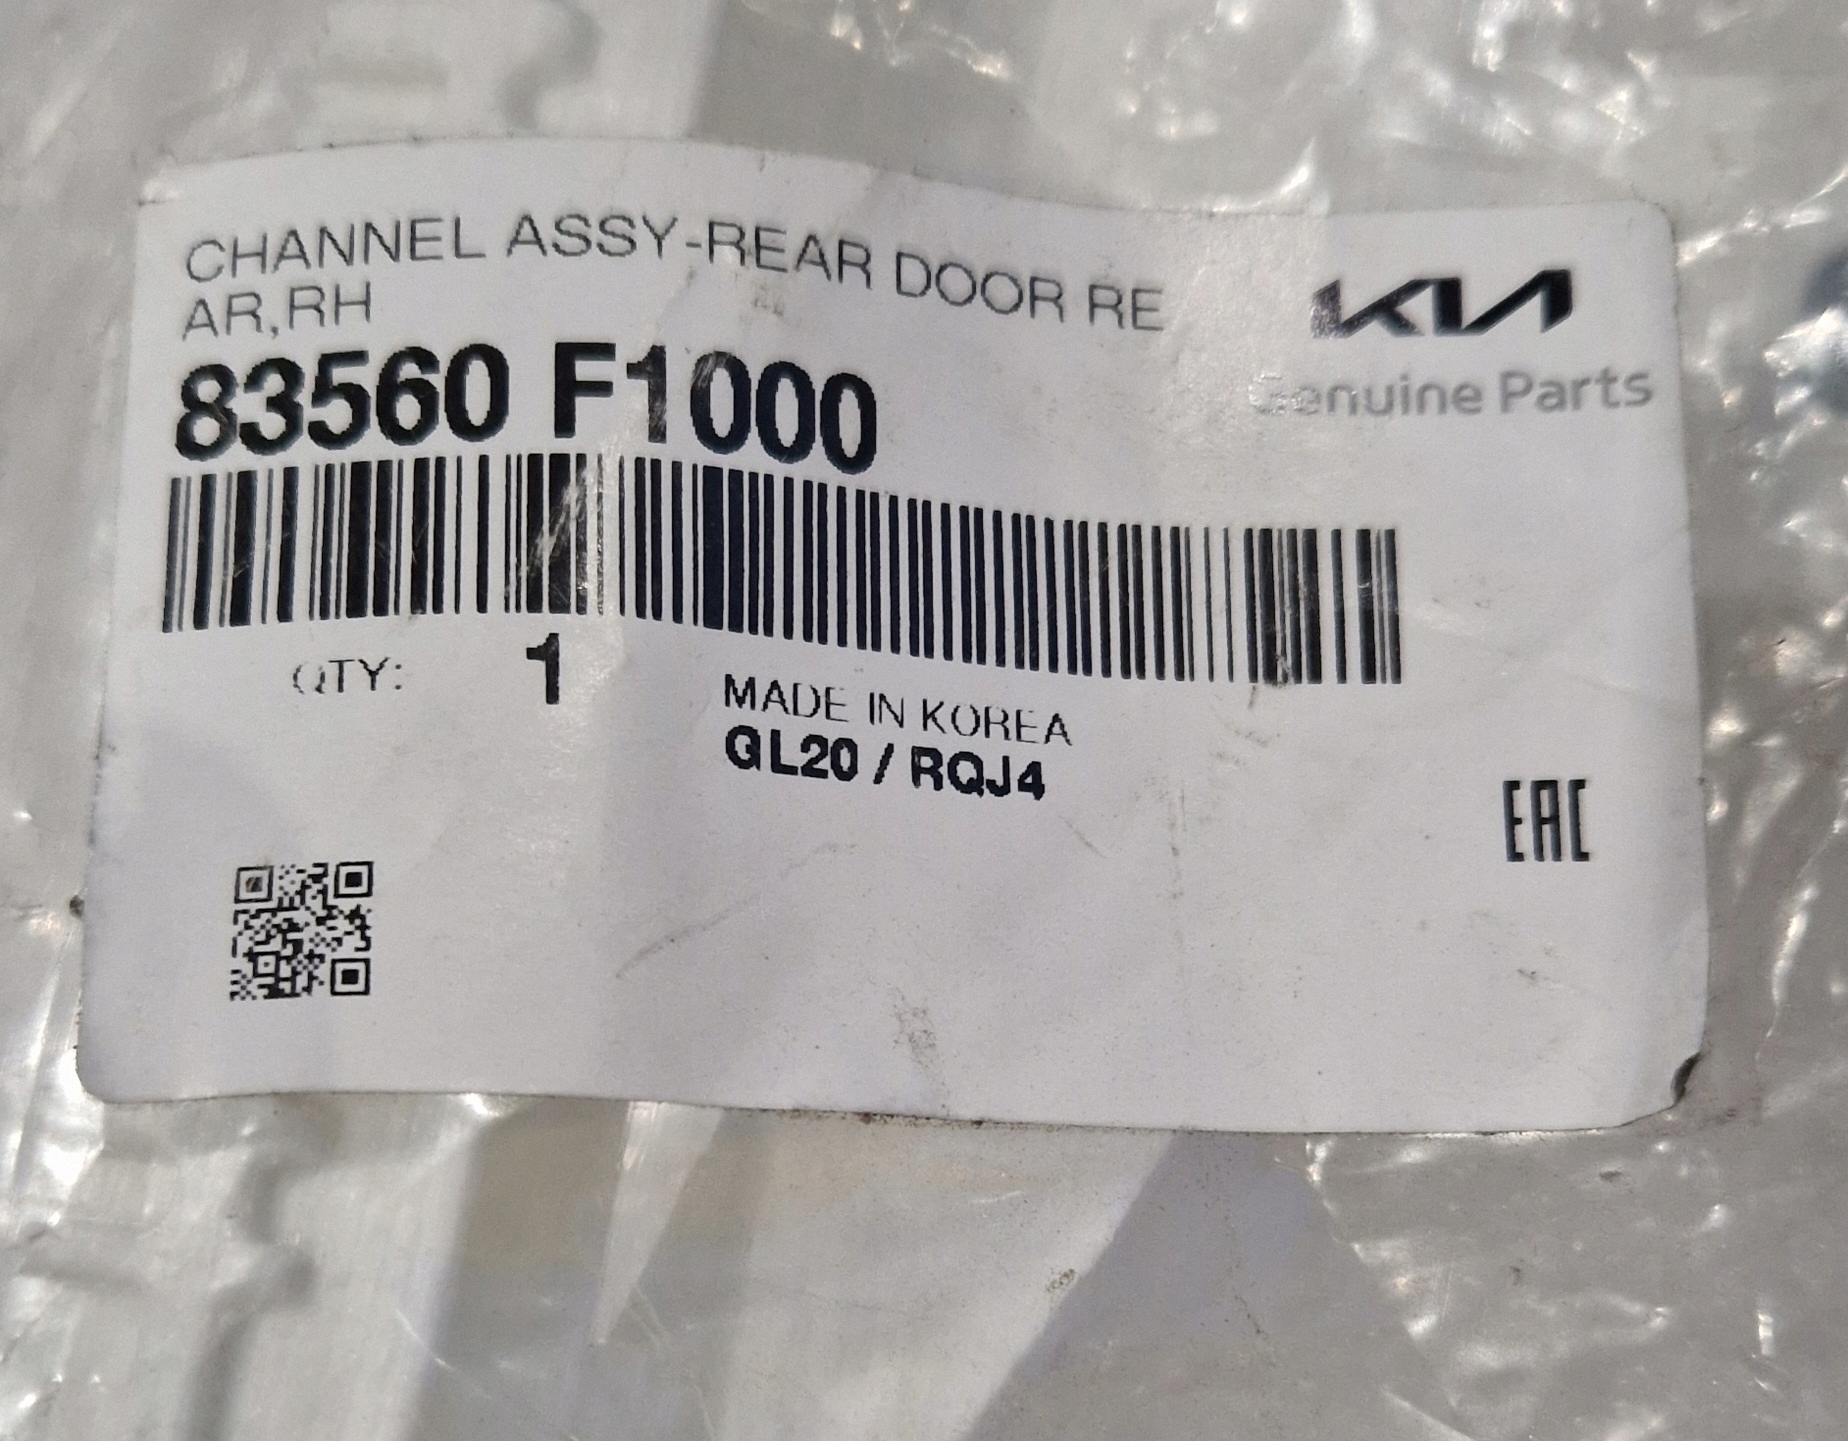 CHANNEL ASSY-REAR DOOR RE
AR,RH
KIA
Genuine Parts
83560 F1000
QTY: 1
MADE IN KOREA
GL20 / RQJ4
EAC